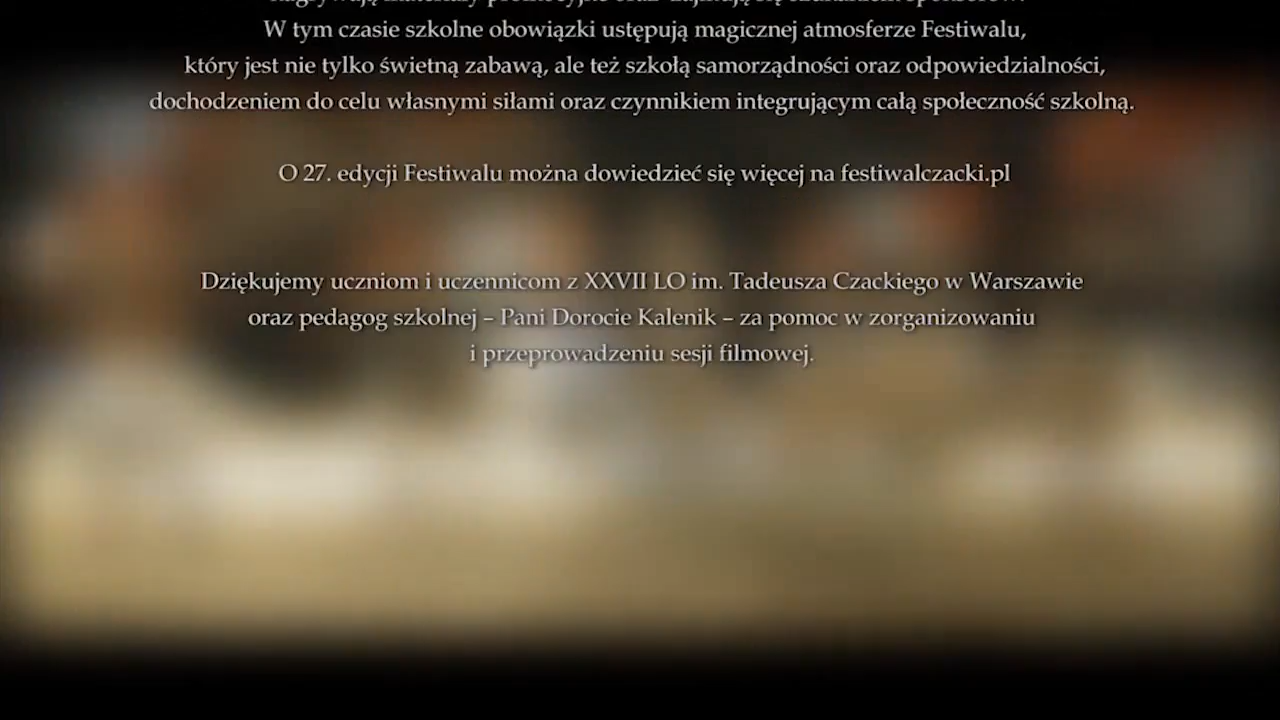 W tym czasie szkolne obowiązki ustępują magicznej atmosferze Festiwalu,
który jest nie tylko świetną zabawą, ale też szkołą samorządności oraz odpowiedzialności,
dochodzeniem do celu własnymi siłami oraz czynnikiem integrującym całą społeczność szkolną.
O 27. edycji Festiwalu można dowiedzieć się więcej na festiwalczacki.pl
Dziękujemy uczniom i uczennicom z XXVII LO im. Tadeusza Czackiego w Warszawie
oraz pedagog szkolnej – Pani Dorocie Kalenik – za pomoc w zorganizowaniu
i przeprowadzeniu sesji filmowej.